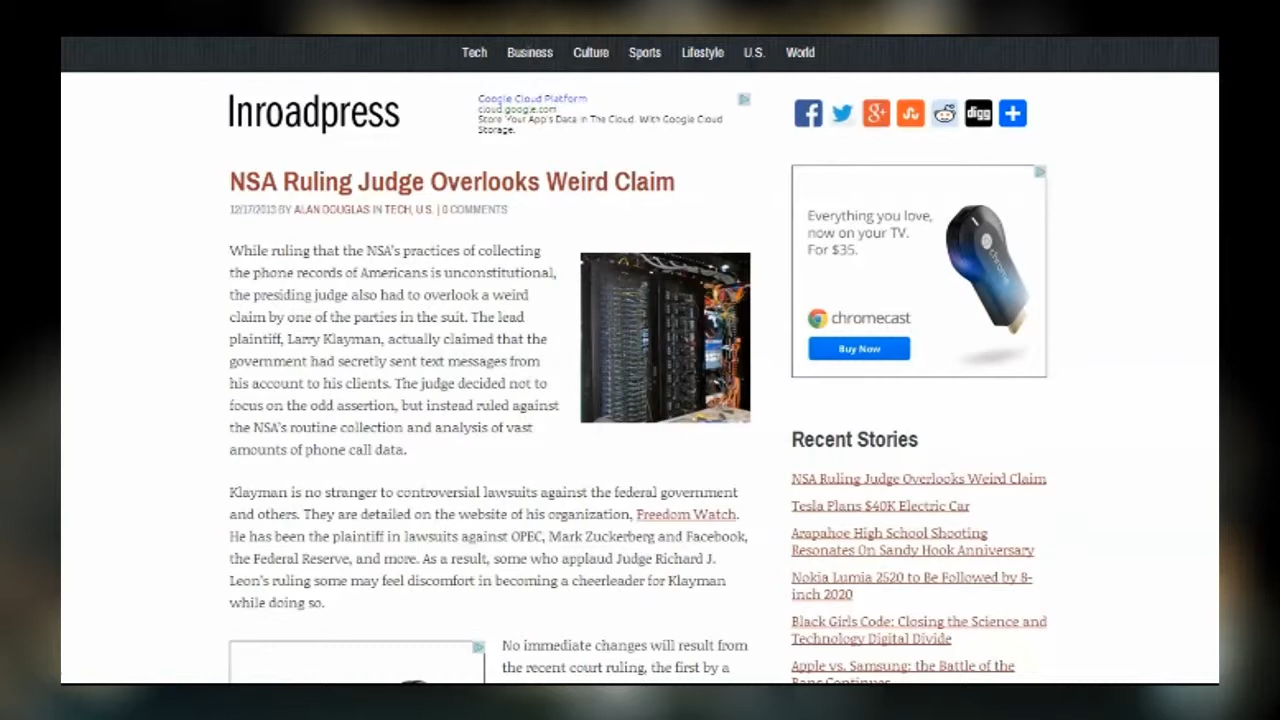 Tech Business Culture Sports Lifestyle U.S. World
Inroadpress
Google Cloud Platform
cloud.google.com
Store Your App's Data In The Cloud. With Google Cloud
Storage.
digg
NSA Ruling Judge Overlooks Weird Claim
12/17/2013 BY ALAN DOUGLAS IN TECH, U.S. | 0 COMMENTS
While ruling that the NSA's practices of collecting
the phone records of Americans is unconstitutional,
the presiding judge also had to overlook a weird
claim by one of the parties in the suit. The lead
plaintiff, Larry Klayman, actually claimed that the
government had secretly sent text messages from
his account to his clients. The judge decided not to
focus on the odd assertion, but instead ruled against
the NSA's routine collection and analysis of vast
amounts of phone call data.
Klayman is no stranger to controversial lawsuits against the federal government
and others. They are detailed on the website of his organization, Freedom Watch.
He has been the plaintiff in lawsuits against OPEC, Mark Zuckerberg and Facebook,
the Federal Reserve, and more. As a result, some who applaud Judge Richard J.
Leon's ruling some may feel discomfort in becoming a cheerleader for Klayman
while doing so.
No immediate changes will result from
the recent court ruling, the first by a
Everything you love,
now on your TV.
For $35.
chrome
chromecast
Buy Now
Recent Stories
NSA Ruling Judge Overlooks Weird Claim
Tesla Plans $40K Electric Car
Arapahoe High School Shooting
Resonates On Sandy Hook Anniversary
Nokia Lumia 2520 to Be Followed by 8-
inch 2020
Black Girls Code: Closing the Science and
Technology Digital Divide
Apple vs. Samsung: the Battle of the